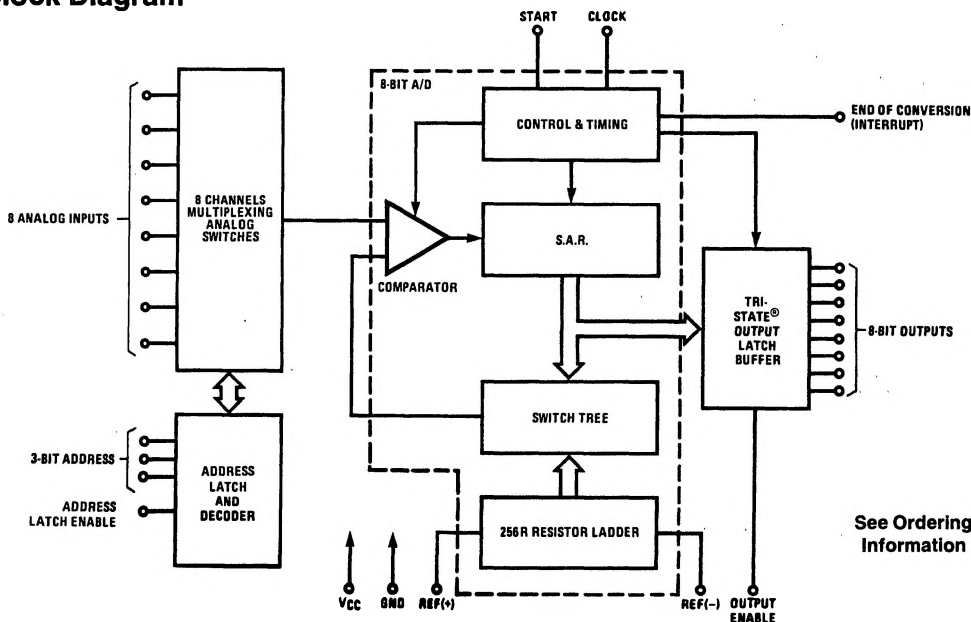 Block Diagram
START
CLOCK
8-BIT A/D
CONTROL & TIMING
END OF CONVERSION
(INTERRUPT)
8 ANALOG INPUTS
8 CHANNELS
MULTIPLEXING
ANALOG
SWITCHES
S.A.R.
COMPARATOR
TRI-
STATE®
OUTPUT
LATCH
BUFFER
8-BIT OUTPUTS
SWITCH TREE
3-BIT ADDRESS
ADDRESS
LATCH ENABLE
ADDRESS
LATCH
AND
DECODER
256R RESISTOR LADDER
See Ordering
Information
VCC
GND
REF(+)
REF(−)
OUTPUT
ENABLE